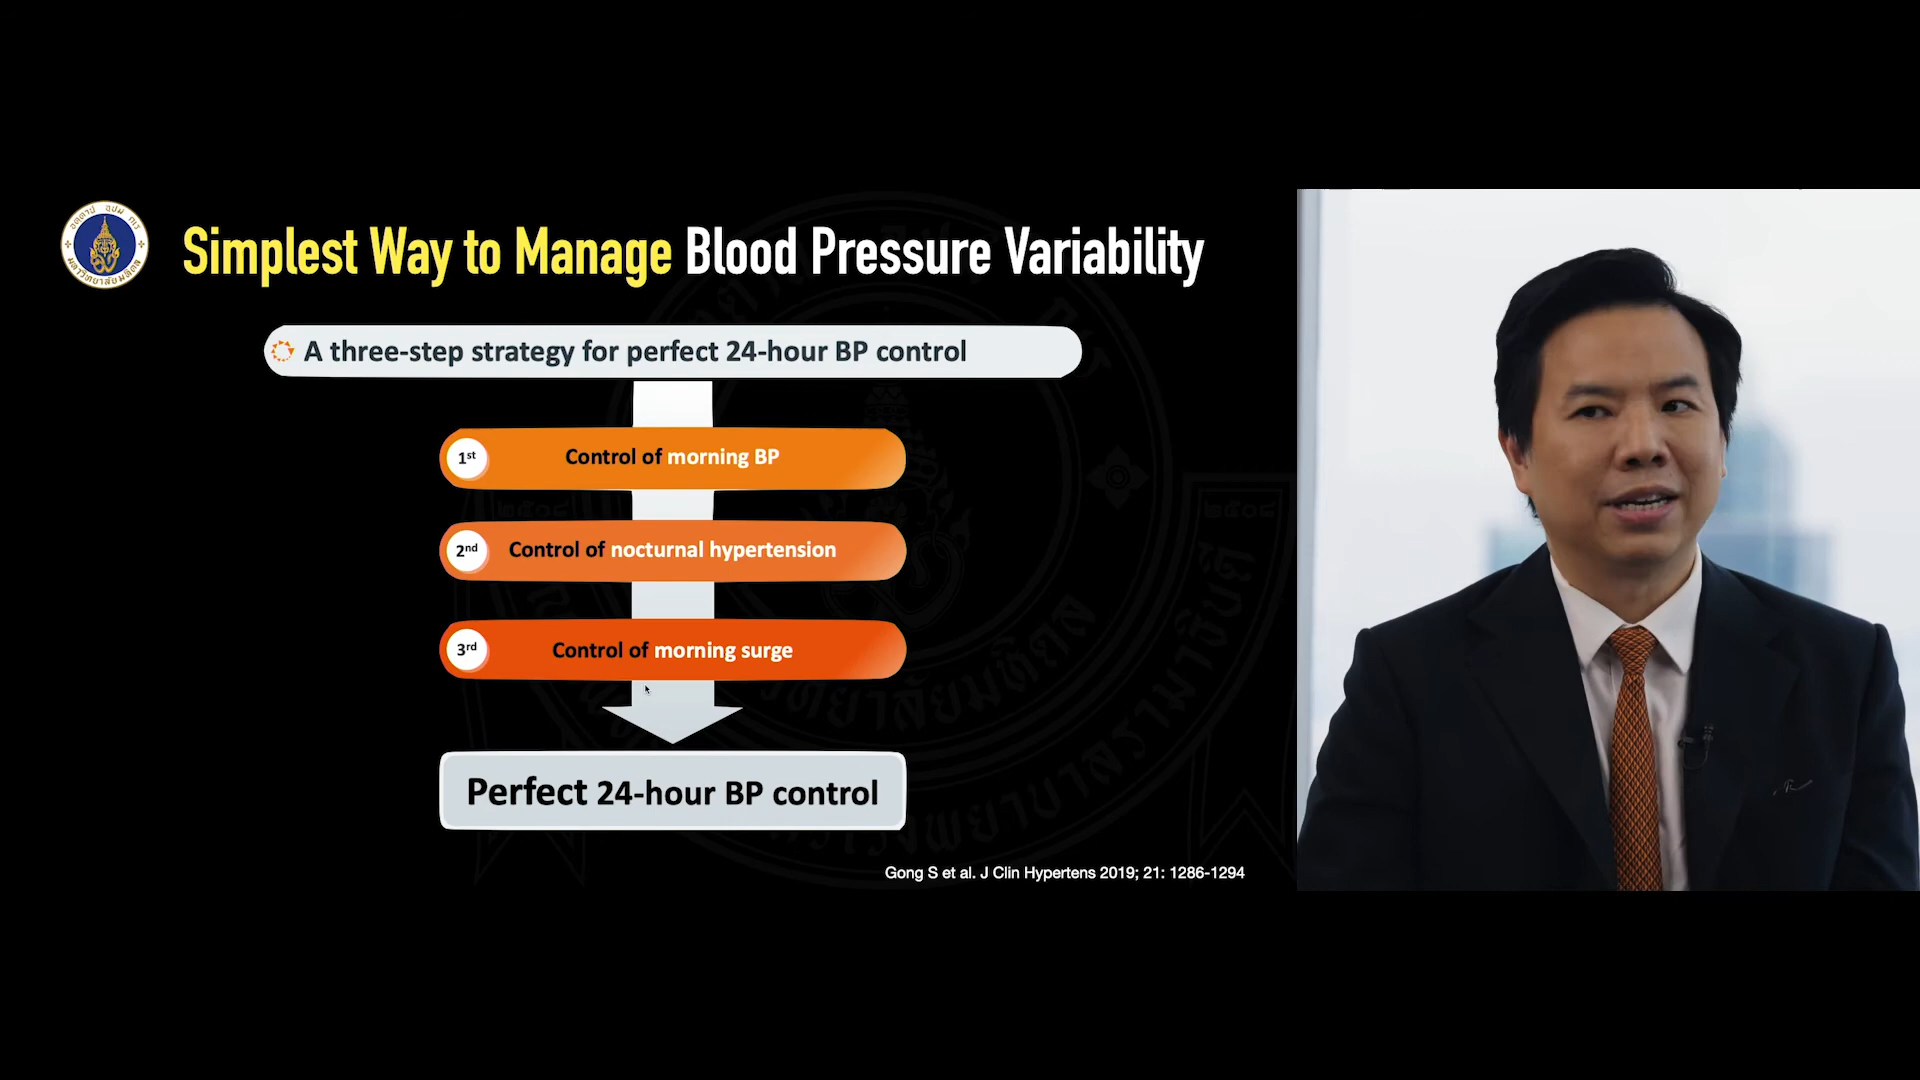 Simplest Way to Manage Blood Pressure Variability
A three-step strategy for perfect 24-hour BP control
1st
Control of morning BP
2nd
Control of nocturnal hypertension
3rd
Control of morning surge
Perfect 24-hour BP control
Gong S et al. J Clin Hypertens 2019; 21: 1286-1294